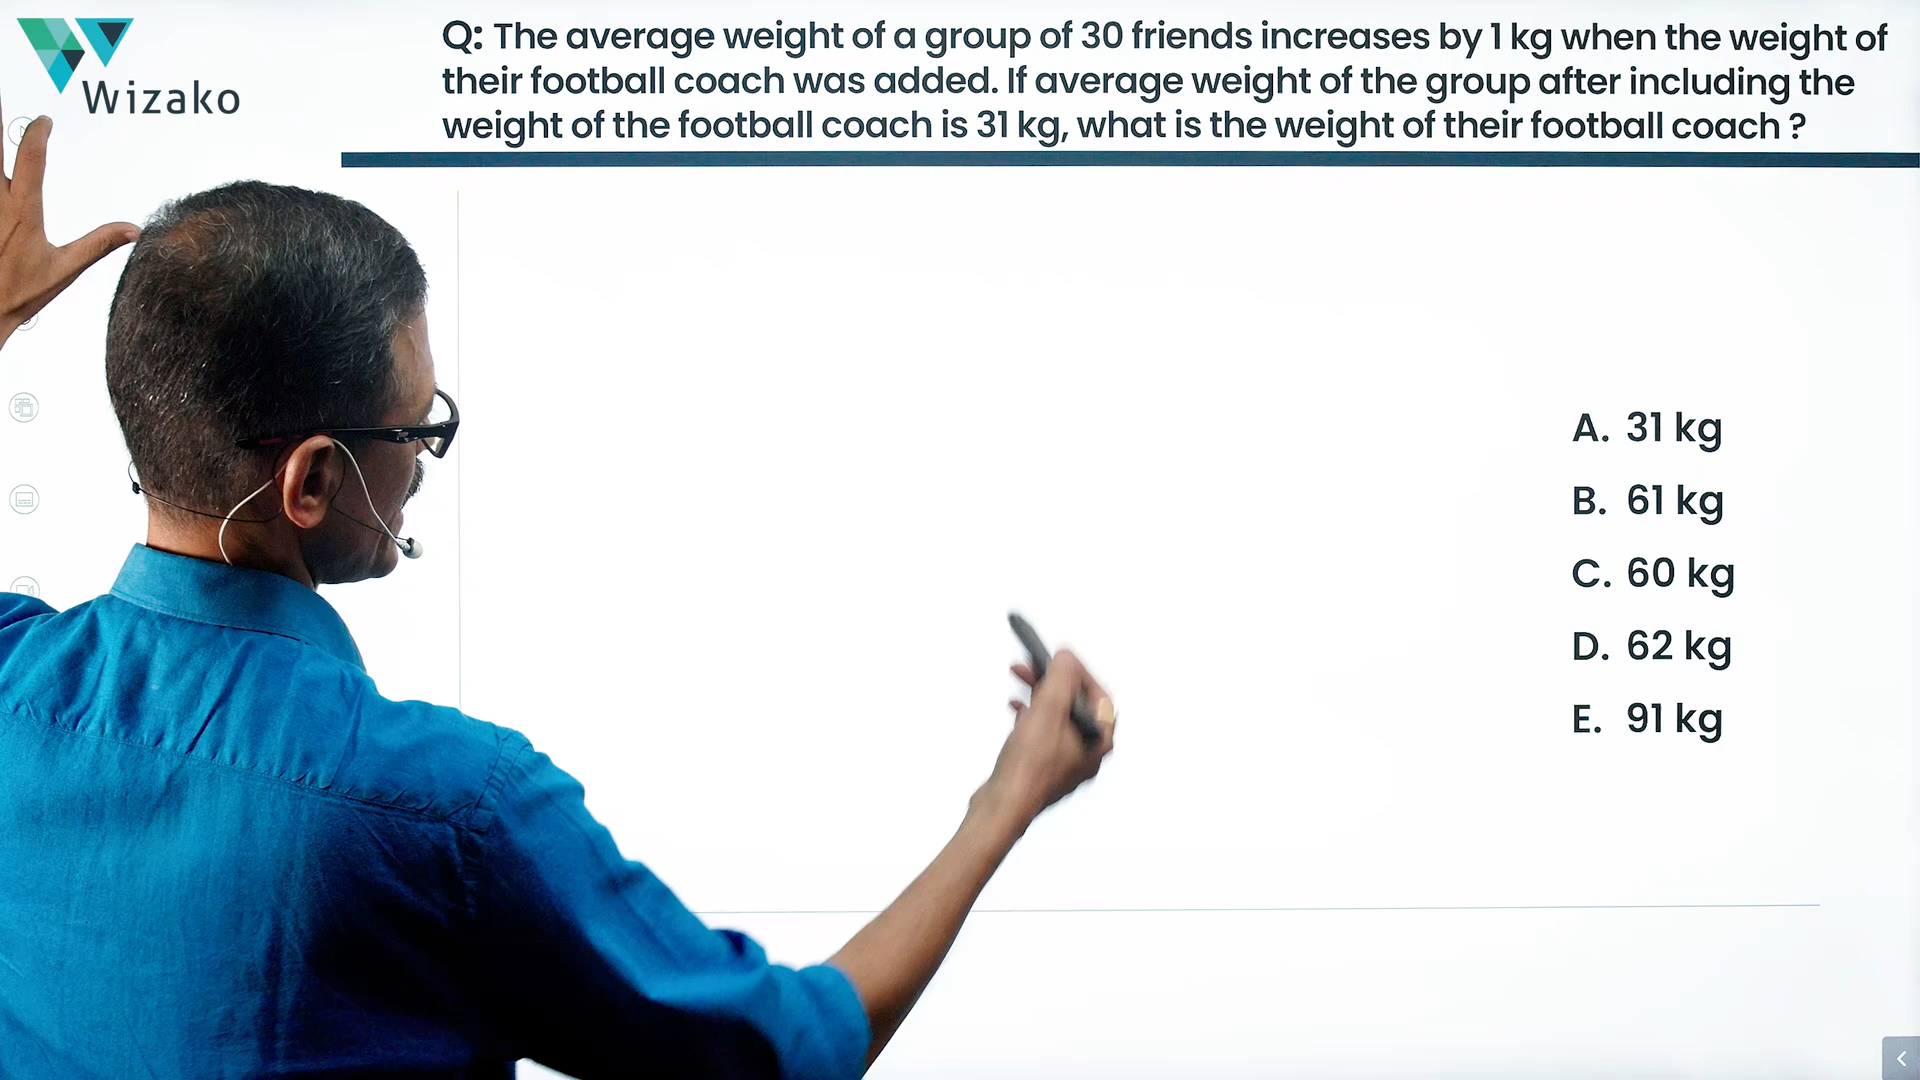 Wizako
Q: The average weight of a group of 30 friends increases by 1 kg when the weight of
their football coach was added. If average weight of the group after including the
weight of the football coach is 31 kg, what is the weight of their football coach ?
A. 31 kg
B. 61 kg
C. 60 kg
D. 62 kg
E. 91 kg